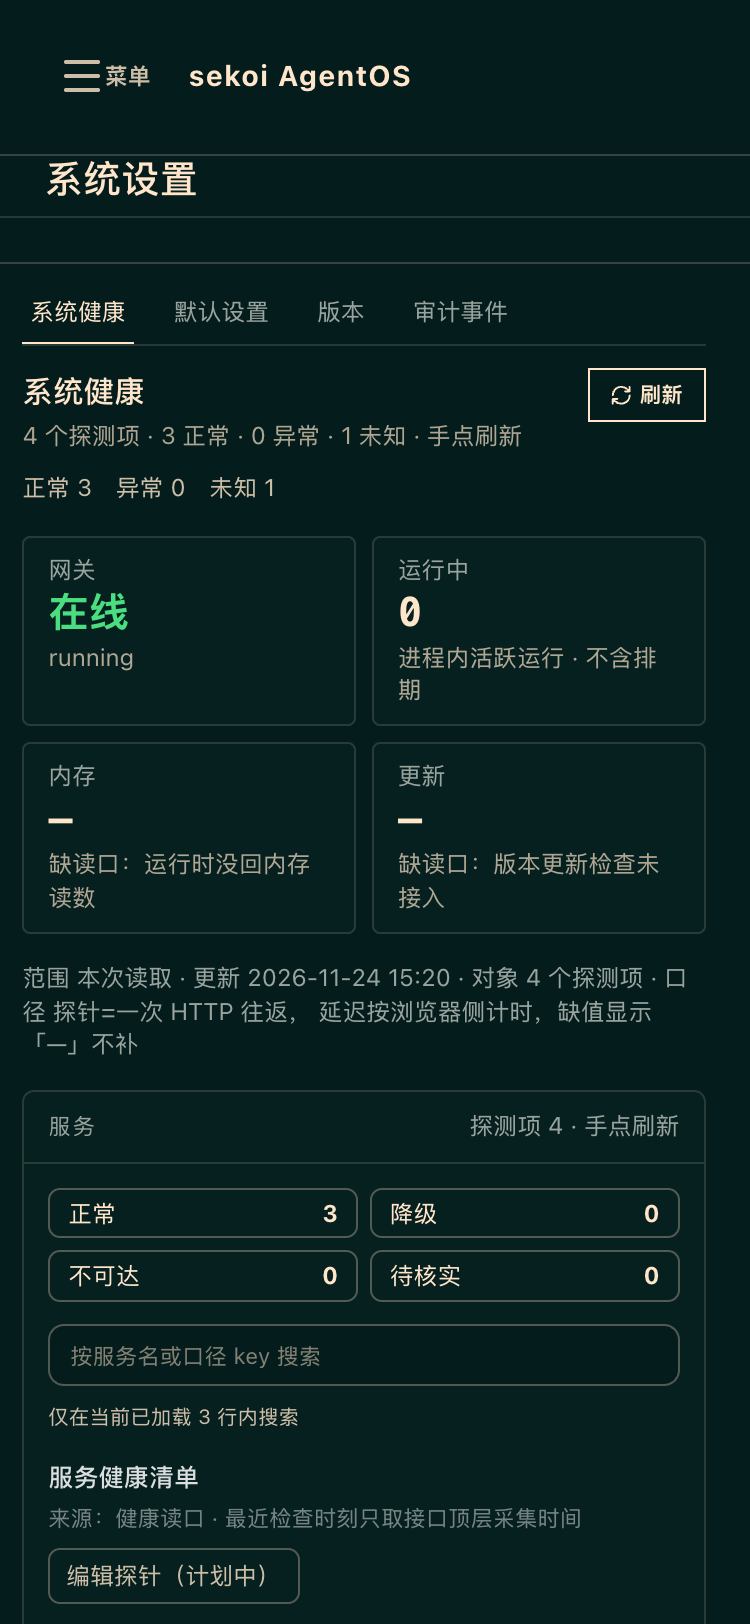 菜单 sekoi AgentOS
系统设置
系统健康 默认设置 版本 审计事件
系统健康
刷新
4 个探测项 · 3 正常 · 0 异常 · 1 未知 · 手点刷新
正常 3 异常 0 未知 1
网关
在线
running
运行中
0
进程内活跃运行 · 不含排
期
内存
—
缺读口：运行时没回内存
读数
更新
—
缺读口：版本更新检查未
接入
范围 本次读取 · 更新 2026-11-24 15:20 · 对象 4 个探测项 · 口
径 探针=一次 HTTP 往返， 延迟按浏览器侧计时，缺值显示
「—」不补
服务 探测项 4 · 手点刷新
正常 3 降级 0
不可达 0 待核实 0
按服务名或口径 key 搜索
仅在当前已加载 3 行内搜索
服务健康清单
来源：健康读口 · 最近检查时刻只取接口顶层采集时间
编辑探针（计划中）